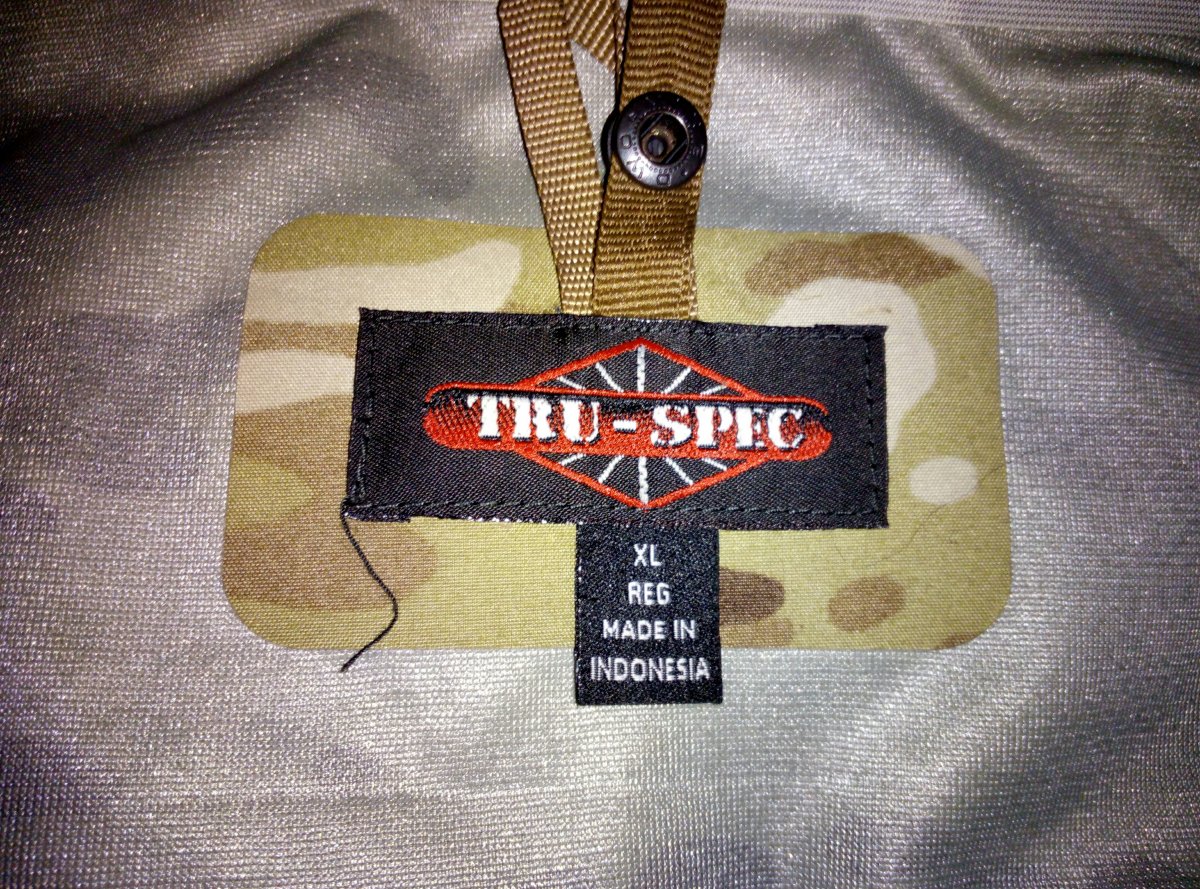 TRU-SPEC
XL
REG
MADE IN
INDONESIA